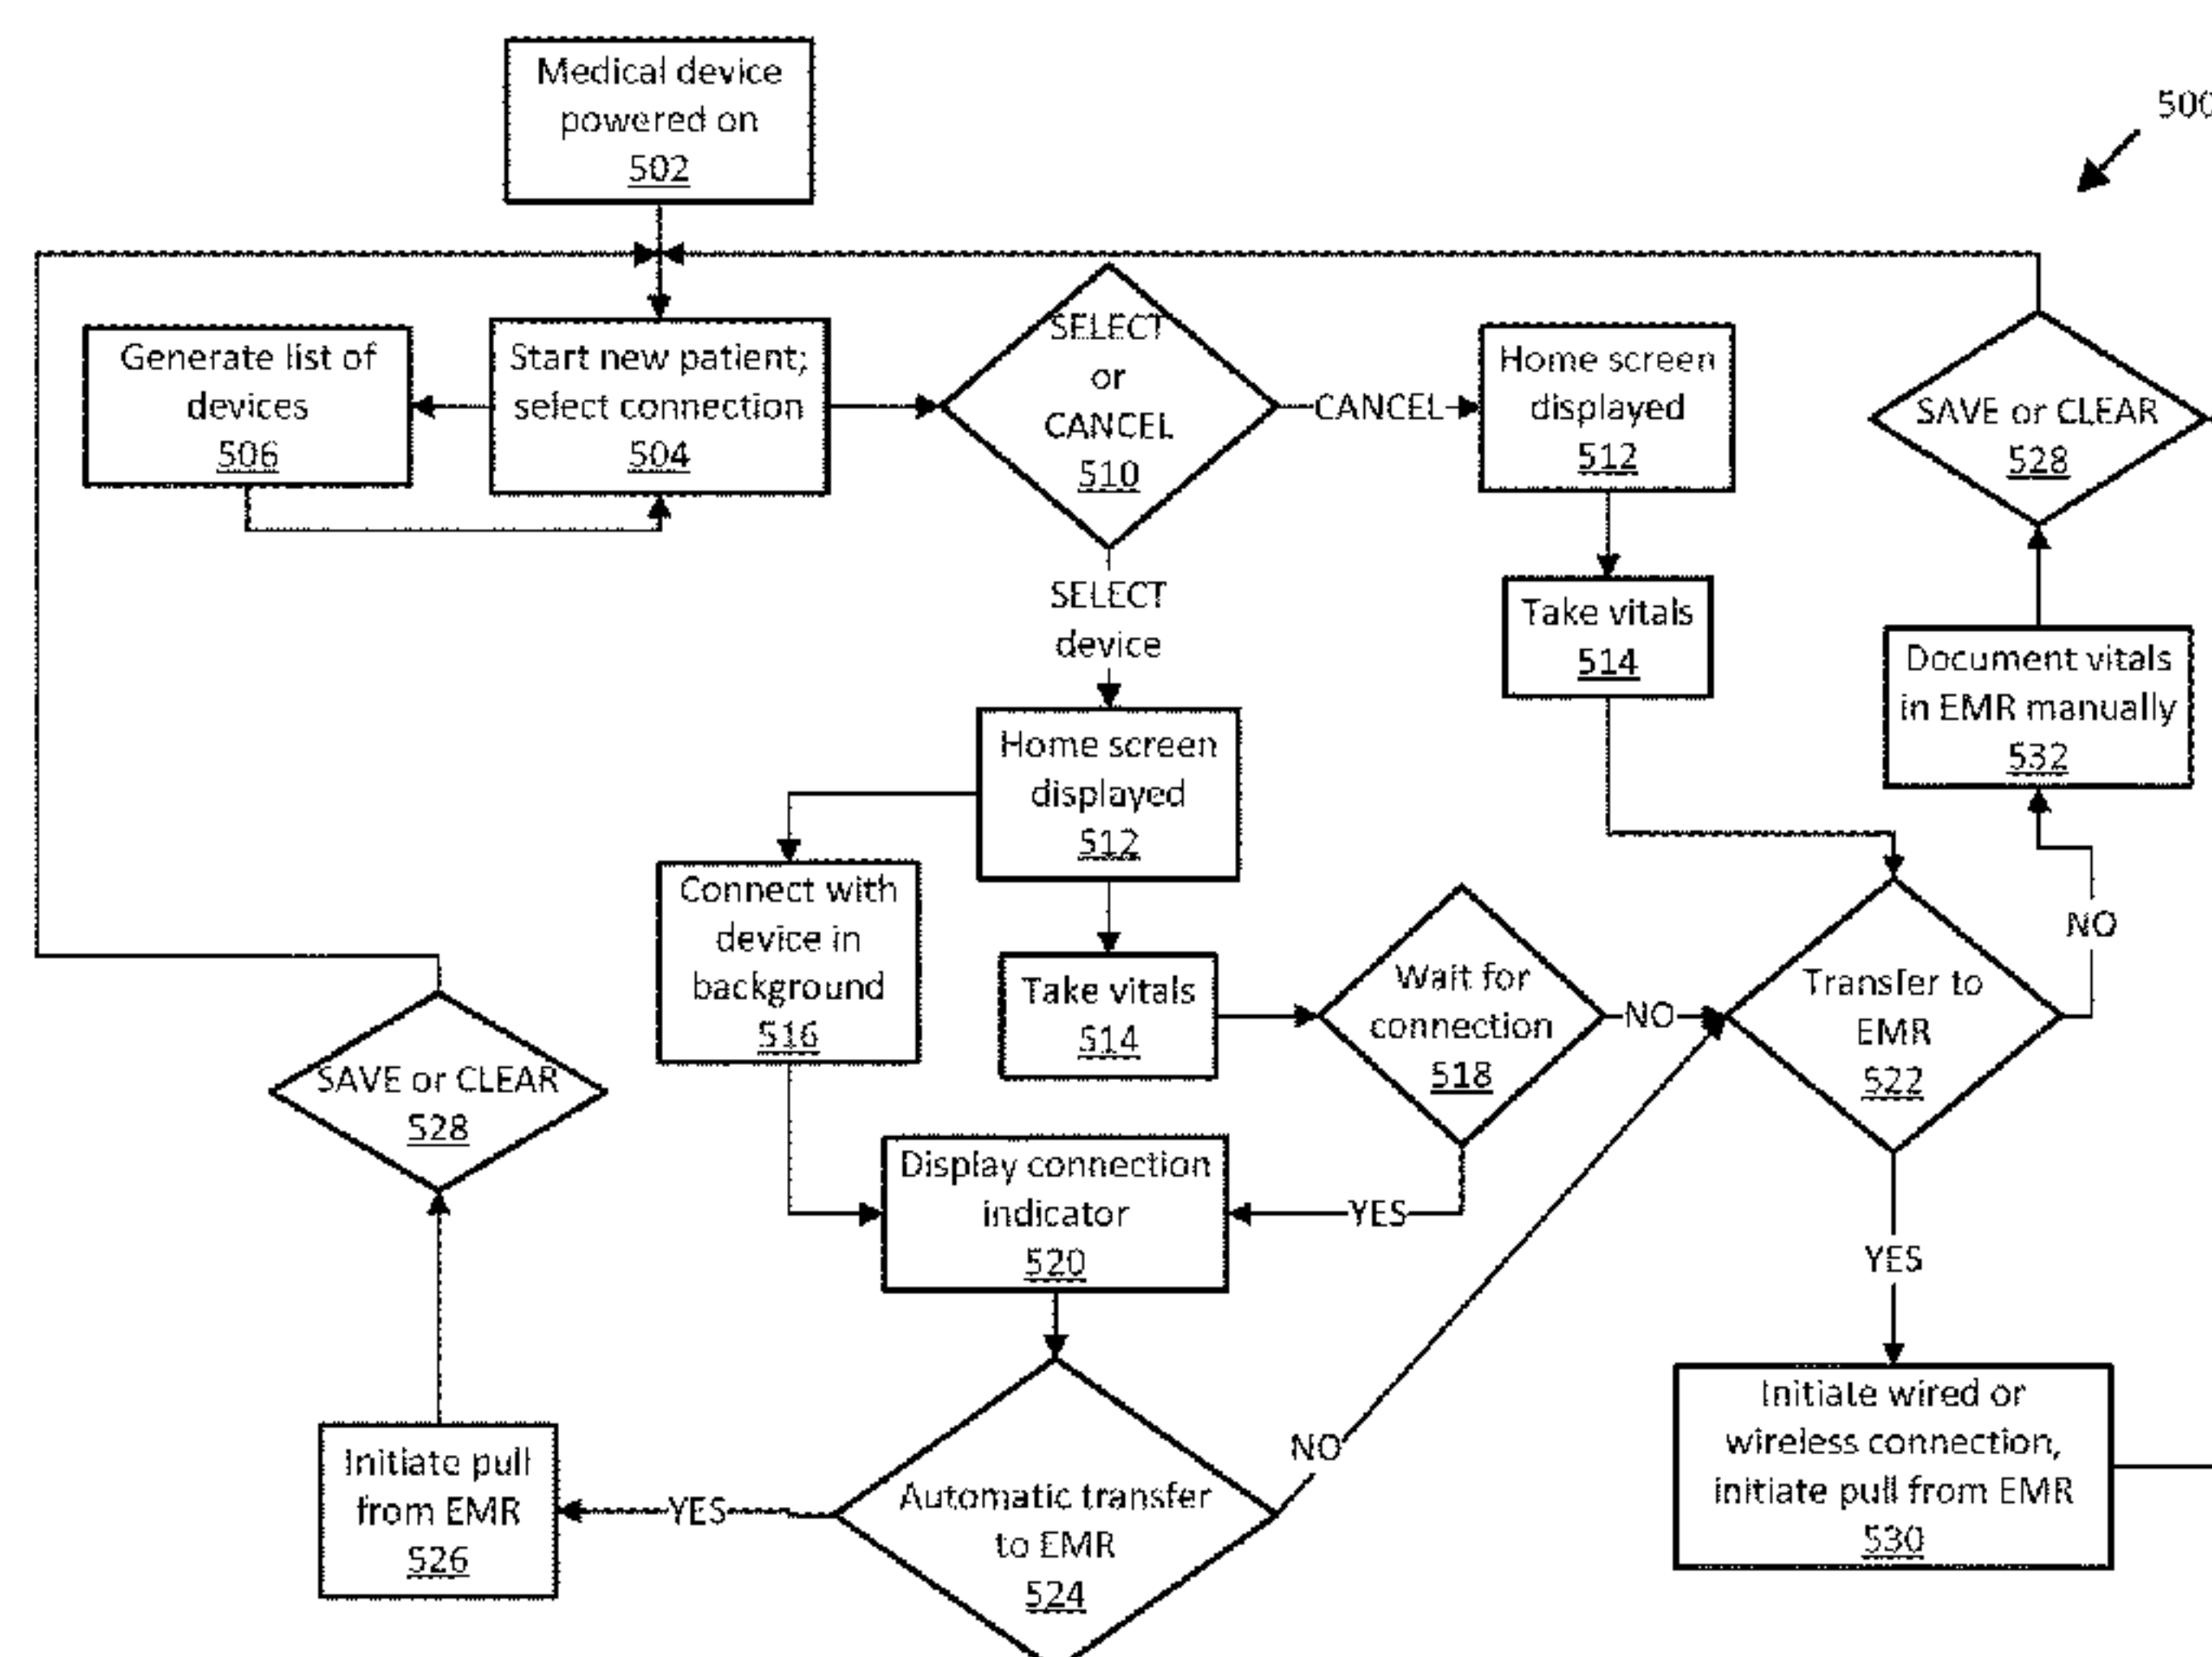 Medical device
powered on
502
500
Generate list of
devices
506
Start new patient;
select connection
504
SELECT
or
CANCEL
510
CANCEL
Home screen
displayed
512
SAVE or CLEAR
528
SELECT
device
Take vitals
514
Document vitals
in EMR manually
532
Home screen
displayed
512
Connect with
device in
background
516
Take vitals
514
Wait for
connection
518
NO
Transfer to
EMR
522
NO
SAVE or CLEAR
528
Display connection
indicator
520
YES
YES
Initiate pull
from EMR
526
YES
Automatic transfer
to EMR
524
NO
Initiate wired or
wireless connection,
initiate pull from EMR
530